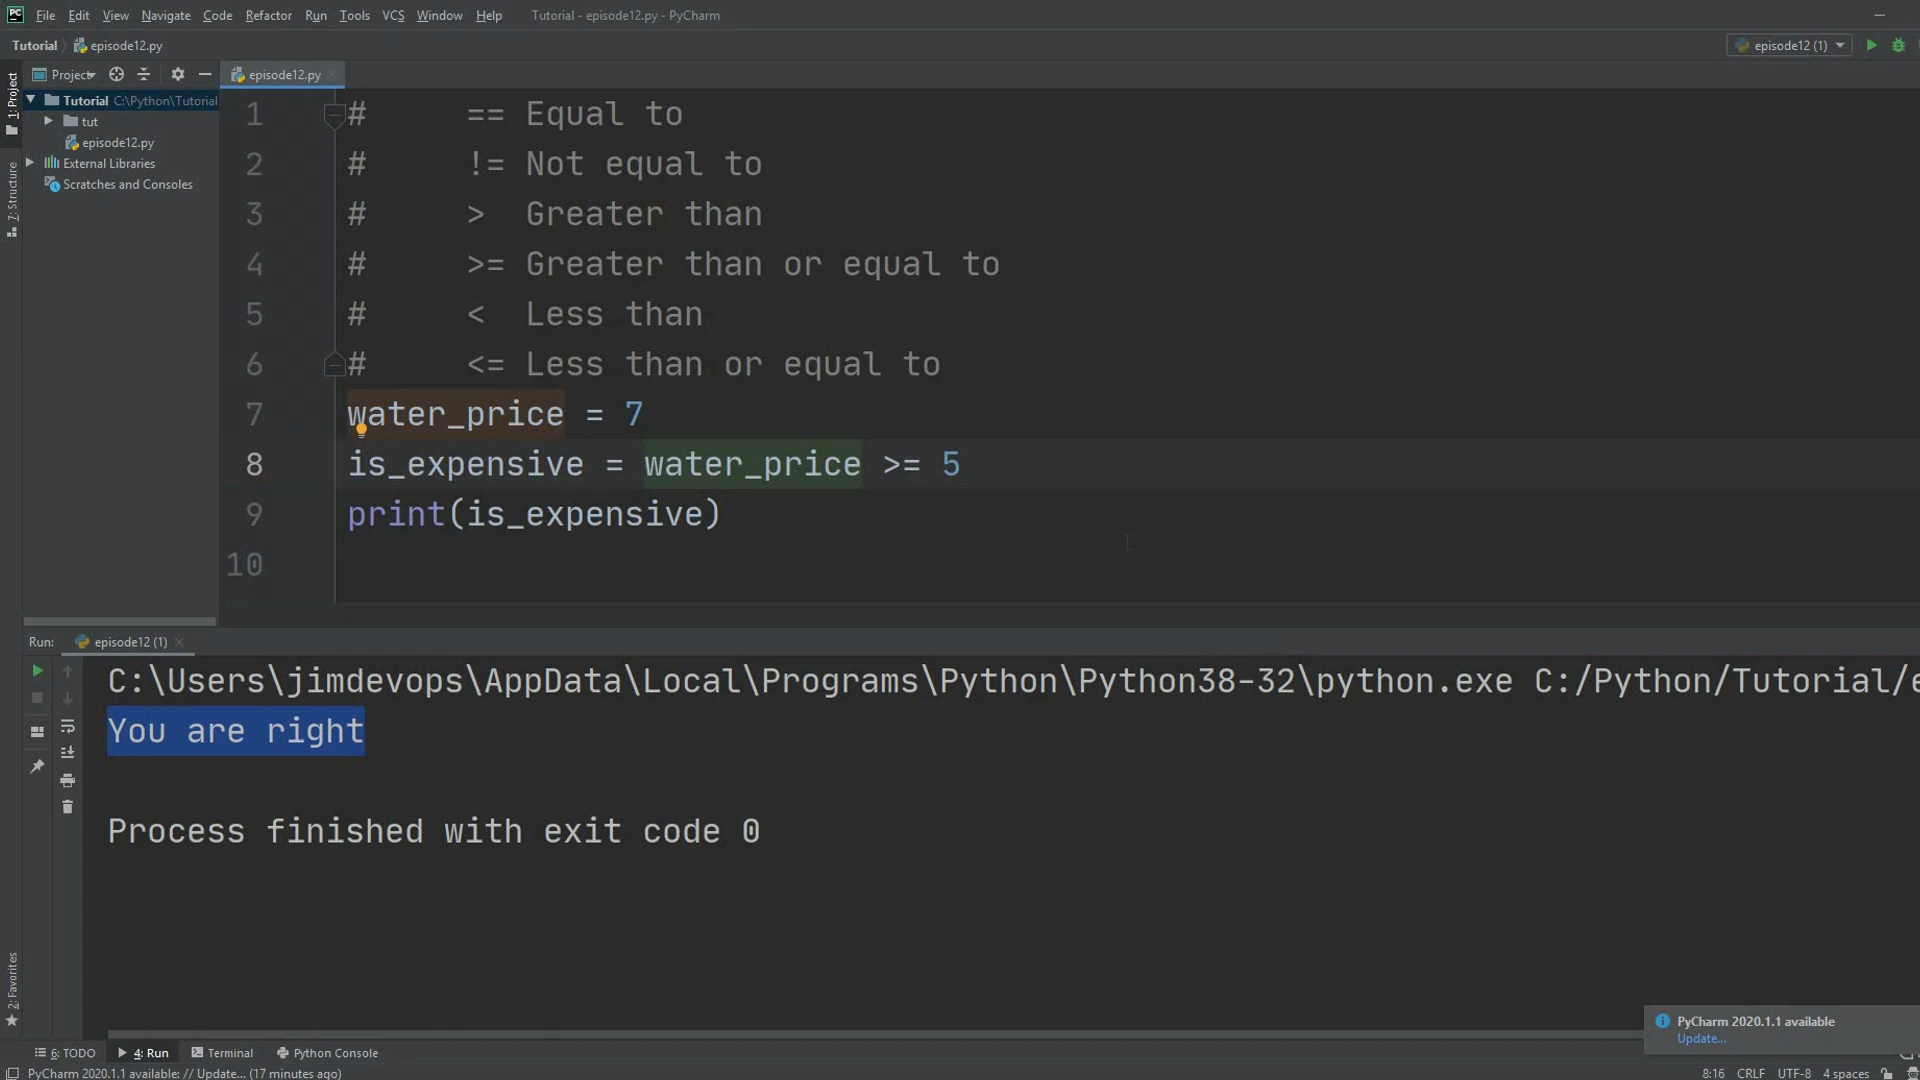 PC File Edit View Navigate Code Refactor Run Tools VCS Window Help Tutorial - episode12.py - PyCharm
Tutorial episode12.py episode12 (1)
Project episode12.py
1: Project
Tutorial C:\Python\Tutorial
tut
episode12.py
External Libraries
Scratches and Consoles
7: Structure
1 # == Equal to
2 # != Not equal to
3 # > Greater than
4 # >= Greater than or equal to
5 # < Less than
6 # <= Less than or equal to
7 water_price = 7
8 is_expensive = water_price >= 5
9 print(is_expensive)
10
Run: episode12 (1)
C:\Users\jimdevops\AppData\Local\Programs\Python\Python38-32\python.exe C:/Python/Tutorial/e
You are right
Process finished with exit code 0
2: Favorites
PyCharm 2020.1.1 available
Update...
6: TODO 4: Run Terminal Python Console
PyCharm 2020.1.1 available: // Update... (17 minutes ago) 8:16 CRLF UTF-8 4 spaces